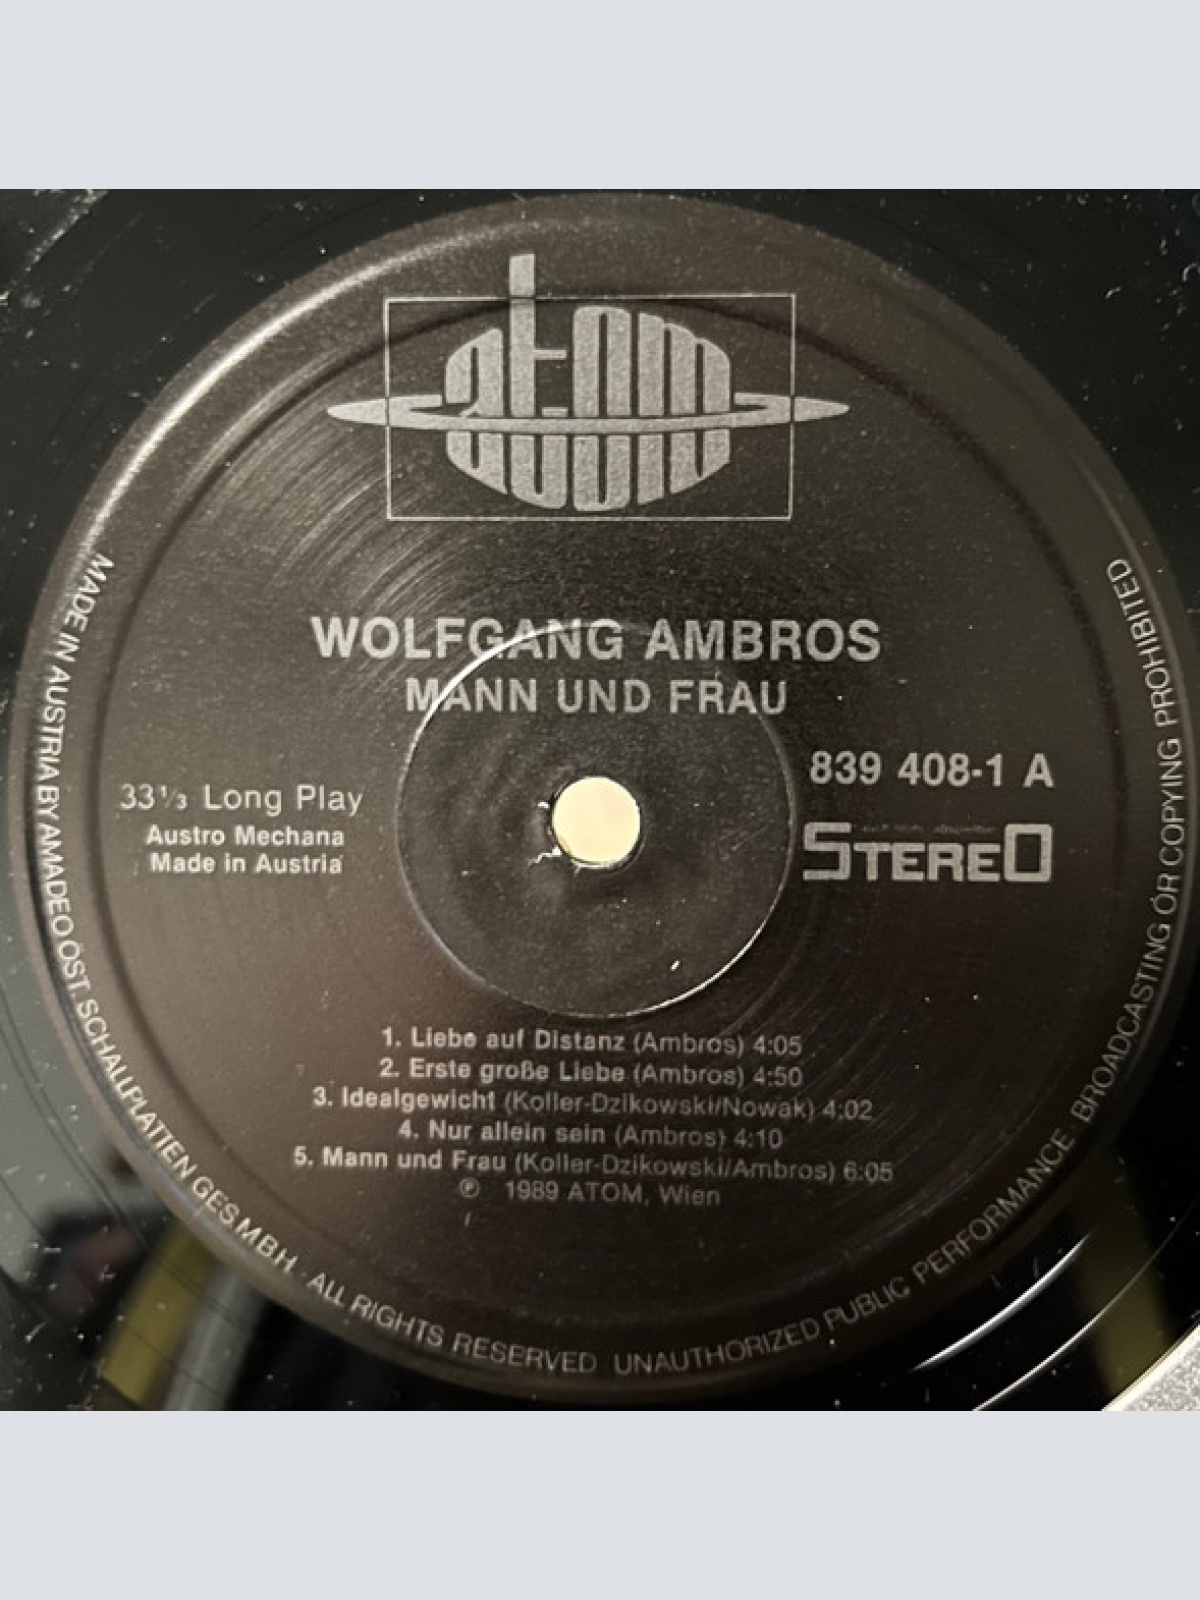 atom
WOLFGANG AMBROS
MANN UND FRAU
839 408-1 A
33⅓ Long Play
Austro Mechana
Made in Austria
STEREO
1. Liebe auf Distanz (Ambros) 4:05
2. Erste große Liebe (Ambros) 4:50
3. Idealgewicht (Koller-Dzikowski/Nowak) 4:02
4. Nur allein sein (Ambros) 4:10
5. Mann und Frau (Koller-Dzikowski/Ambros) 6:05
℗ 1989 ATOM, Wien
MADE IN AUSTRIA BY AMADEO ÖST. SCHALLPLATTEN GES.M.B.H. · ALL RIGHTS RESERVED UNAUTHORIZED PUBLIC PERFORMANCE · BROADCASTING OR COPYING PROHIBITED